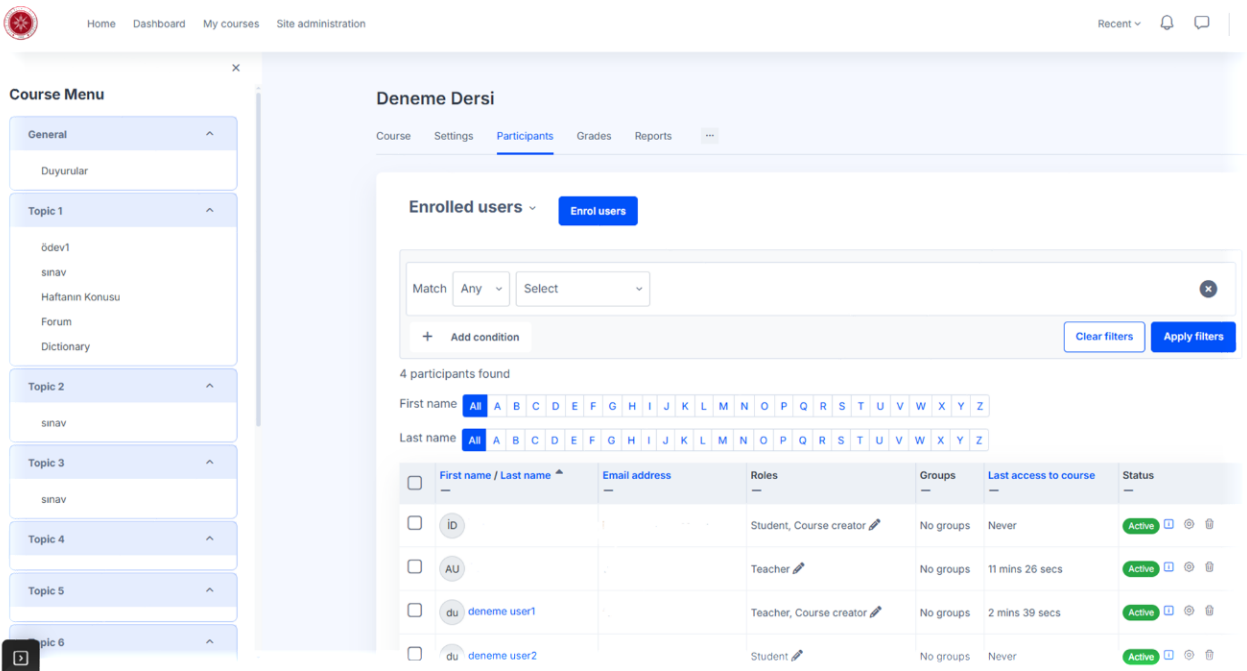 Home Dashboard My courses Site administration Recent
Course Menu
General
Duyurular
Topic 1
ödev1
sınav
Haftanın Konusu
Forum
Dictionary
Topic 2
sınav
Topic 3
sınav
Topic 4
Topic 5
pic 6
Deneme Dersi
Course Settings Participants Grades Reports ...
Enrolled users Enrol users
Match Any Select
+ Add condition Clear filters Apply filters
4 participants found
First name All A B C D E F G H I J K L M N O P Q R S T U V W X Y Z
Last name All A B C D E F G H I J K L M N O P Q R S T U V W X Y Z
First name / Last name Email address Roles Groups Last access to course Status
— — — — — —
İD Student, Course creator No groups Never Active
AU Teacher No groups 11 mins 26 secs Active
du deneme user1 Teacher, Course creator No groups 2 mins 39 secs Active
du deneme user2 Student No groups Never Active